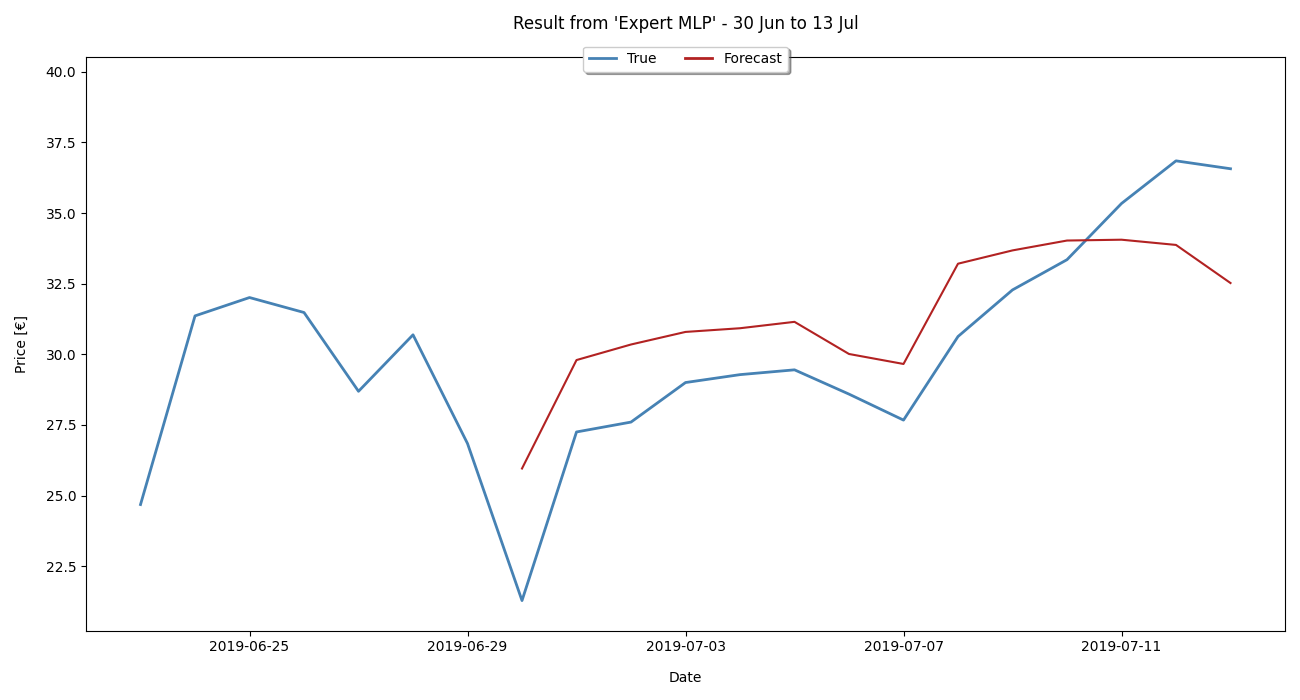 Result from 'Expert MLP' - 30 Jun to 13 Jul
True Forecast
40.0
37.5
35.0
32.5
30.0
27.5
25.0
22.5
Price [€]
2019-06-25 2019-06-29 2019-07-03 2019-07-07 2019-07-11
Date